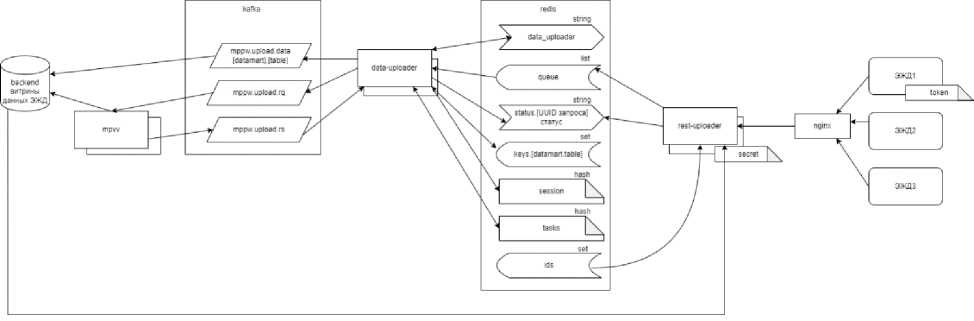 kafka
redis
string
mppw.upload.data
[datamart].[table]
data_uploader
list
backend
витрины
данных ЭЖД
data-uploader
queue
ЭЖД1
mppw.upload.rq
token
string
status.[UUID запроса]
статус
mpvv
mppw.upload.rs
rest-uploader
nginx
ЭЖД2
set
keys.[datamart.table]
secret
hash
session
ЭЖД3
hash
tasks
set
ids